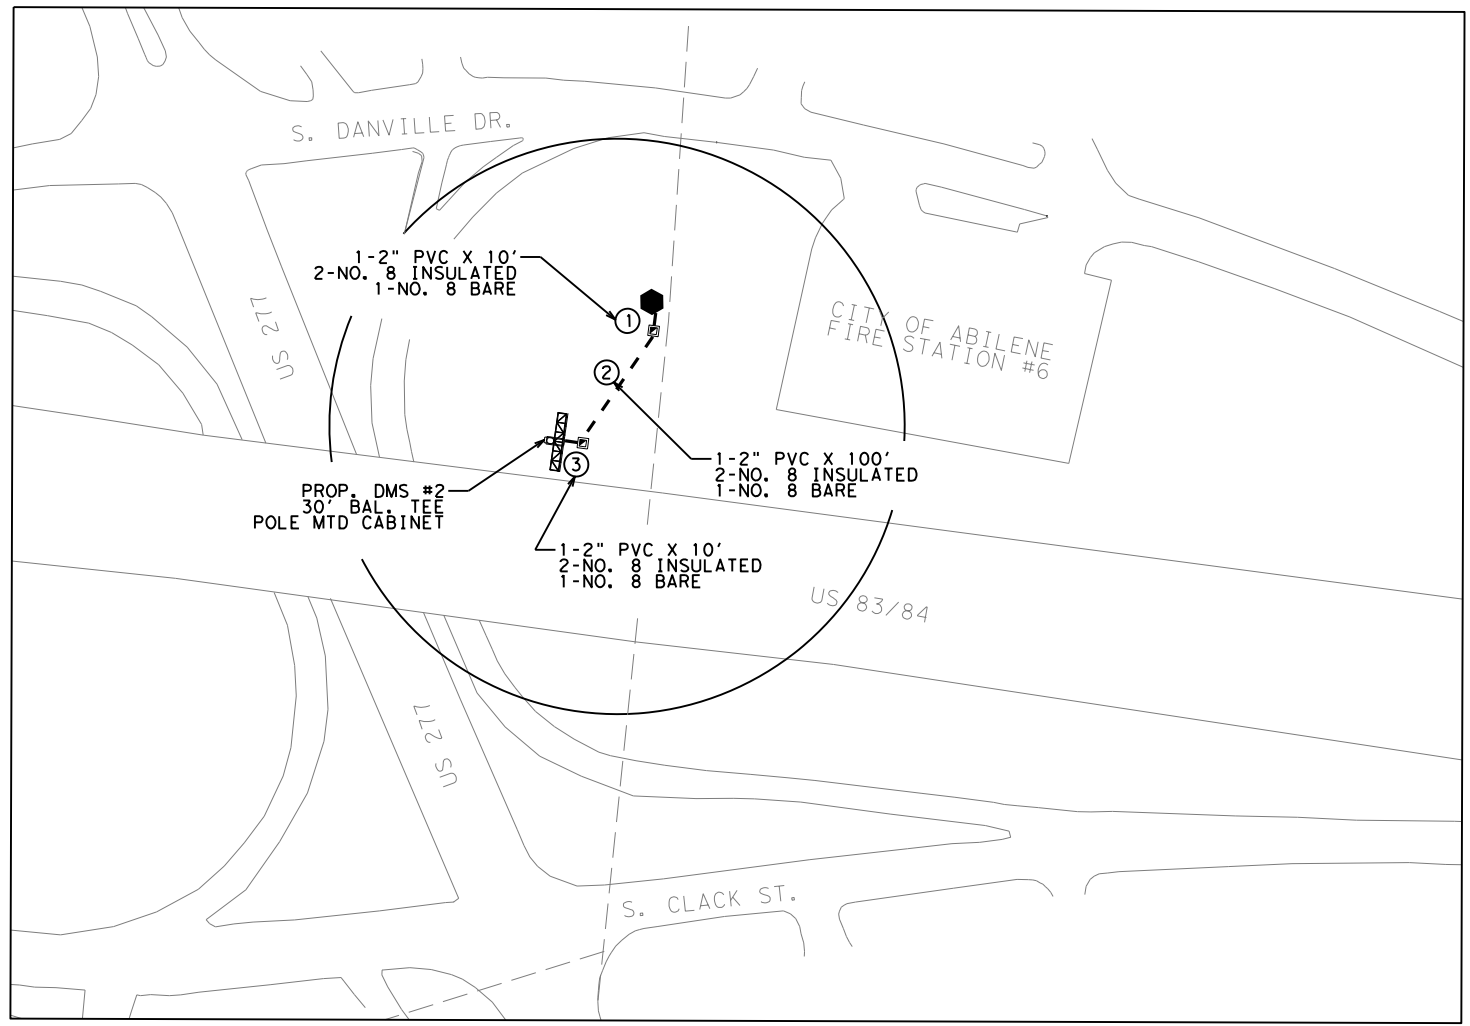 S. DANVILLE DR.
1-2" PVC X 10'
2-NO. 8 INSULATED
1-NO. 8 BARE
US 277
1
CITY OF ABILENE
FIRE STATION #6
2
3
1-2" PVC X 100'
2-NO. 8 INSULATED
1-NO. 8 BARE
PROP. DMS #2
30' BAL. TEE
POLE MTD CABINET
1-2" PVC X 10'
2-NO. 8 INSULATED
1-NO. 8 BARE
US 83/84
US 277
S. CLACK ST.